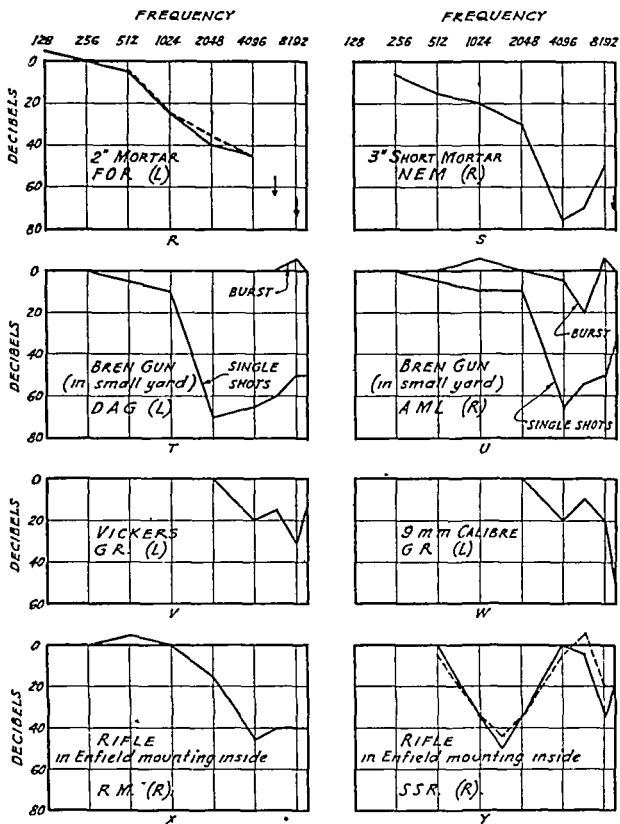 FREQUENCY
FREQUENCY
128 256 512 1024 2048 4096 8192
128 256 512 1024 2048 4096 8192
DECIBELS
0
20
40
60
80
2" MORTAR
FOR (L)
R
3" SHORT MORTAR
NEM (R)
S
DECIBELS
0
20
40
60
80
BURST
BREN GUN
(in small yard)
DAG (L)
SINGLE
SHOTS
T
BURST
BREN GUN
(in small yard)
AML (R)
SINGLE SHOTS
U
DECIBELS
0
20
40
60
VICKERS
G.R. (L)
V
9 mm CALIBRE
G R (L)
W
DECIBELS
0
20
40
60
80
RIFLE
in Enfield mounting inside
R M. (R)
X
RIFLE
in Enfield mounting inside
SSR. (R)
Y